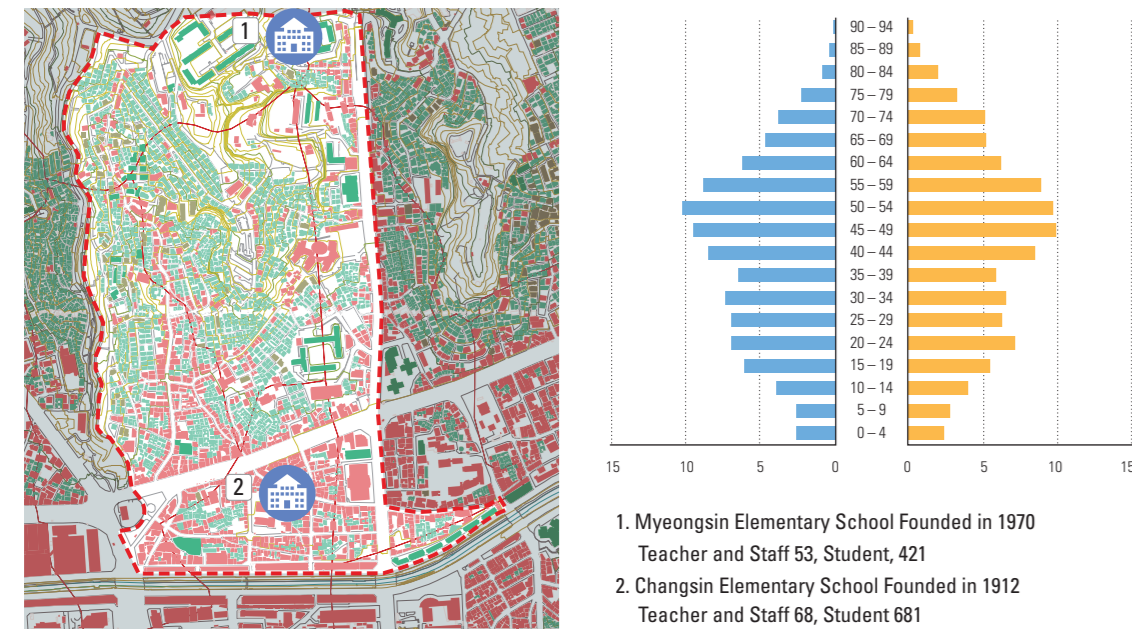 1
2
90 – 94
85 – 89
80 – 84
75 – 79
70 – 74
65 – 69
60 – 64
55 – 59
50 – 54
45 – 49
40 – 44
35 – 39
30 – 34
25 – 29
20 – 24
15 – 19
10 – 14
5 – 9
0 – 4
15 10 5 0 0 5 10 15
1. Myeongsin Elementary School Founded in 1970
Teacher and Staff 53, Student, 421
2. Changsin Elementary School Founded in 1912
Teacher and Staff 68, Student 681